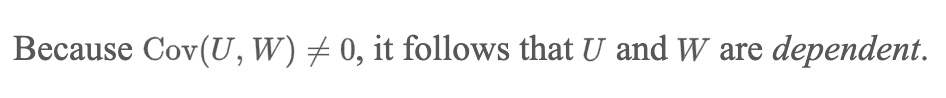 Because Cov(U, W) ≠ 0, it follows that U and W are dependent.